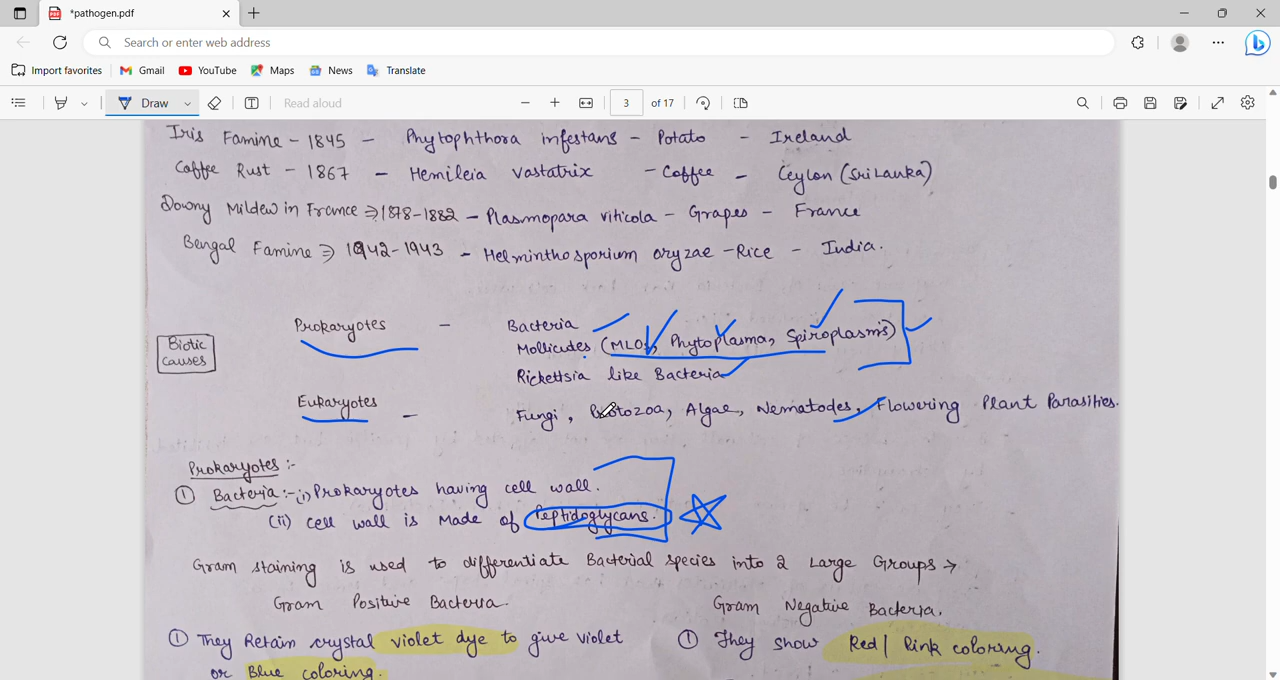 *pathogen.pdf
Search or enter web address
Import favorites Gmail YouTube Maps News Translate
Draw Read aloud 3 of 17
Iris Famine - 1845 - Phytophthora infestans - Potato - Ireland
Coffee Rust - 1867 - Hemileia vastatrix - Coffee - Ceylon (Sri Lanka)
Downy Mildew in France ⇒ 1878-1882 - Plasmopara viticola - Grapes - France
Bengal Famine ⇒ 1942-1943 - Helminthosporium oryzae - Rice - India.
Prokaryotes - Bacteria
Mollicutes (MLOs, Phytoplasma, Spiroplasms)
Biotic causes
Rickettsia like Bacteria
Eukaryotes - Fungi, Protozoa, Algae, Nematodes, Flowering Plant Parasities.
Prokaryotes :-
① Bacteria :- (i) Prokaryotes having cell wall.
(ii) cell wall is Made of Peptidoglycans.
Gram staining is used to differentiate Bacterial species into 2 Large Groups →
Gram Positive Bacteria. Gram Negative Bacteria.
① They Retain crystal violet dye to give violet ① They show Red/ Pink coloring.
or Blue coloring.